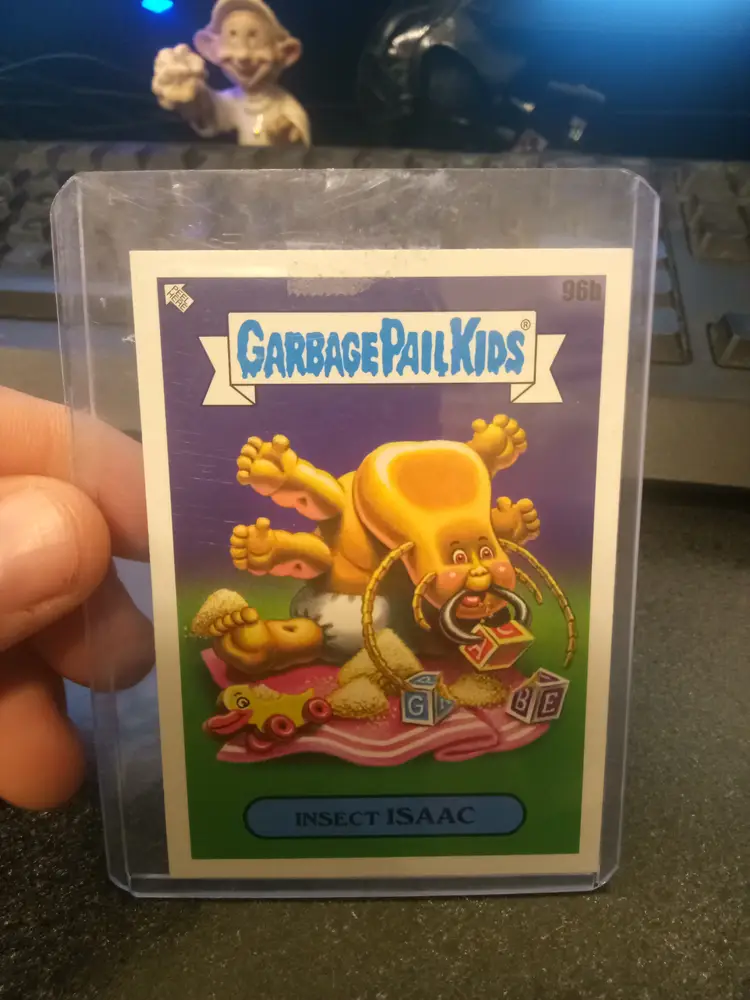 PEEL HERE
96b
GARBAGE PAIL KIDS®
G
B E
INSECT ISAAC